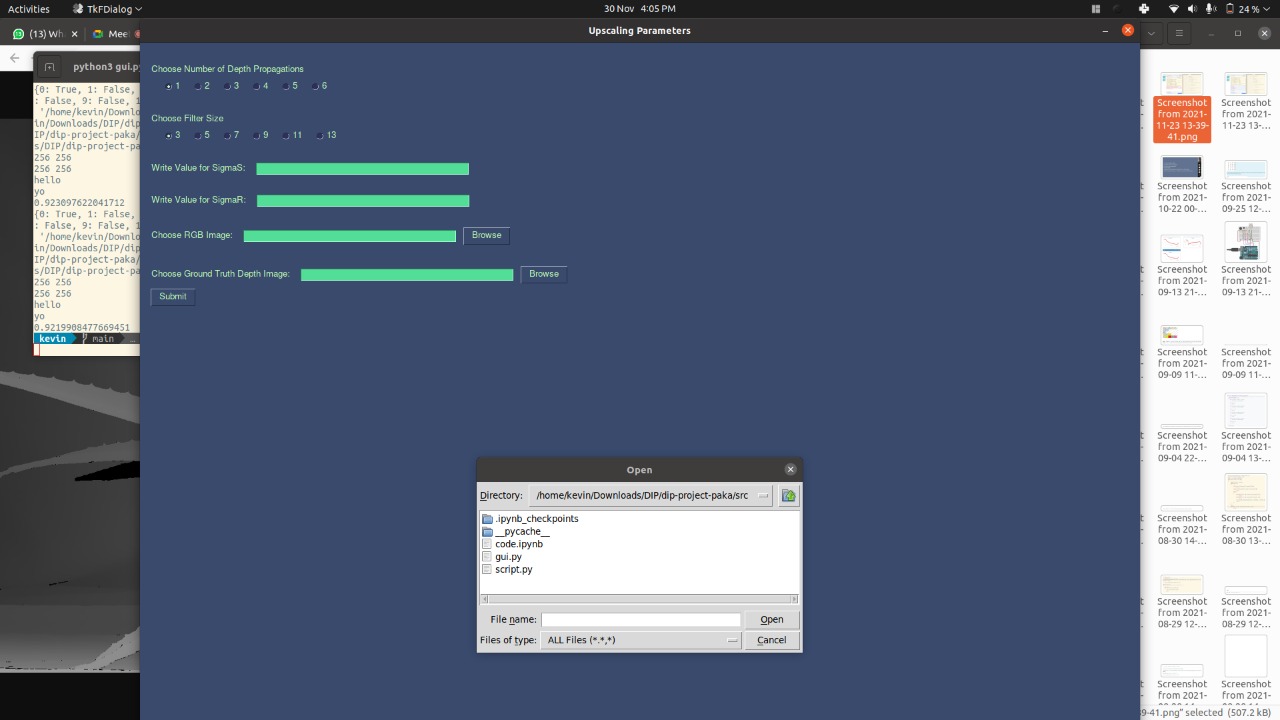 Activities
TkFDialog
30 Nov 4:05 PM
24 %
(13) Wh
Mee
Upscaling Parameters
python3 gui.py
{0: True, 1: False,
: False, 9: False, 1
'/home/kevin/Downlo
in/Downloads/DIP/dip
IP/dip-project-paka/
s/DIP/dip-project-pa
256 256
256 256
hello
yo
0.923097622041712
{0: True, 1: False,
: False, 9: False, 1
'/home/kevin/Downlo
in/Downloads/DIP/dip
IP/dip-project-paka/
s/DIP/dip-project-pa
256 256
256 256
hello
yo
0.9219908477669451
kevin main …
Choose Number of Depth Propagations
1 2 3 4 5 6
Choose Filter Size
3 5 7 9 11 13
Write Value for SigmaS:
Write Value for SigmaR:
Choose RGB Image: Browse
Choose Ground Truth Depth Image: Browse
Submit
Open
Directory: /home/kevin/Downloads/DIP/dip-project-paka/src
.ipynb_checkpoints
__pycache__
code.ipynb
gui.py
script.py
File name: Open
Files of type: ALL Files (*.*,*) Cancel
Screenshot
from 2021-
11-23 13-39-
41.png
Screenshot
from 2021-
11-23 13-…
Screenshot
from 2021-
10-22 00-…
Screenshot
from 2021-
09-25 12-…
Screenshot
from 2021-
09-13 21-…
Screenshot
from 2021-
09-13 21-…
Screenshot
from 2021-
09-09 11-…
Screenshot
from 2021-
09-09 11-…
Screenshot
from 2021-
09-04 22-…
Screenshot
from 2021-
09-04 13-…
Screenshot
from 2021-
08-30 14-…
Screenshot
from 2021-
08-30 13-…
Screenshot
from 2021-
08-29 12-…
Screenshot
from 2021-
08-29 12-…
Screenshot
from 2021-
Screenshot
from 2021-
9-41.png" selected (507.2 kB)